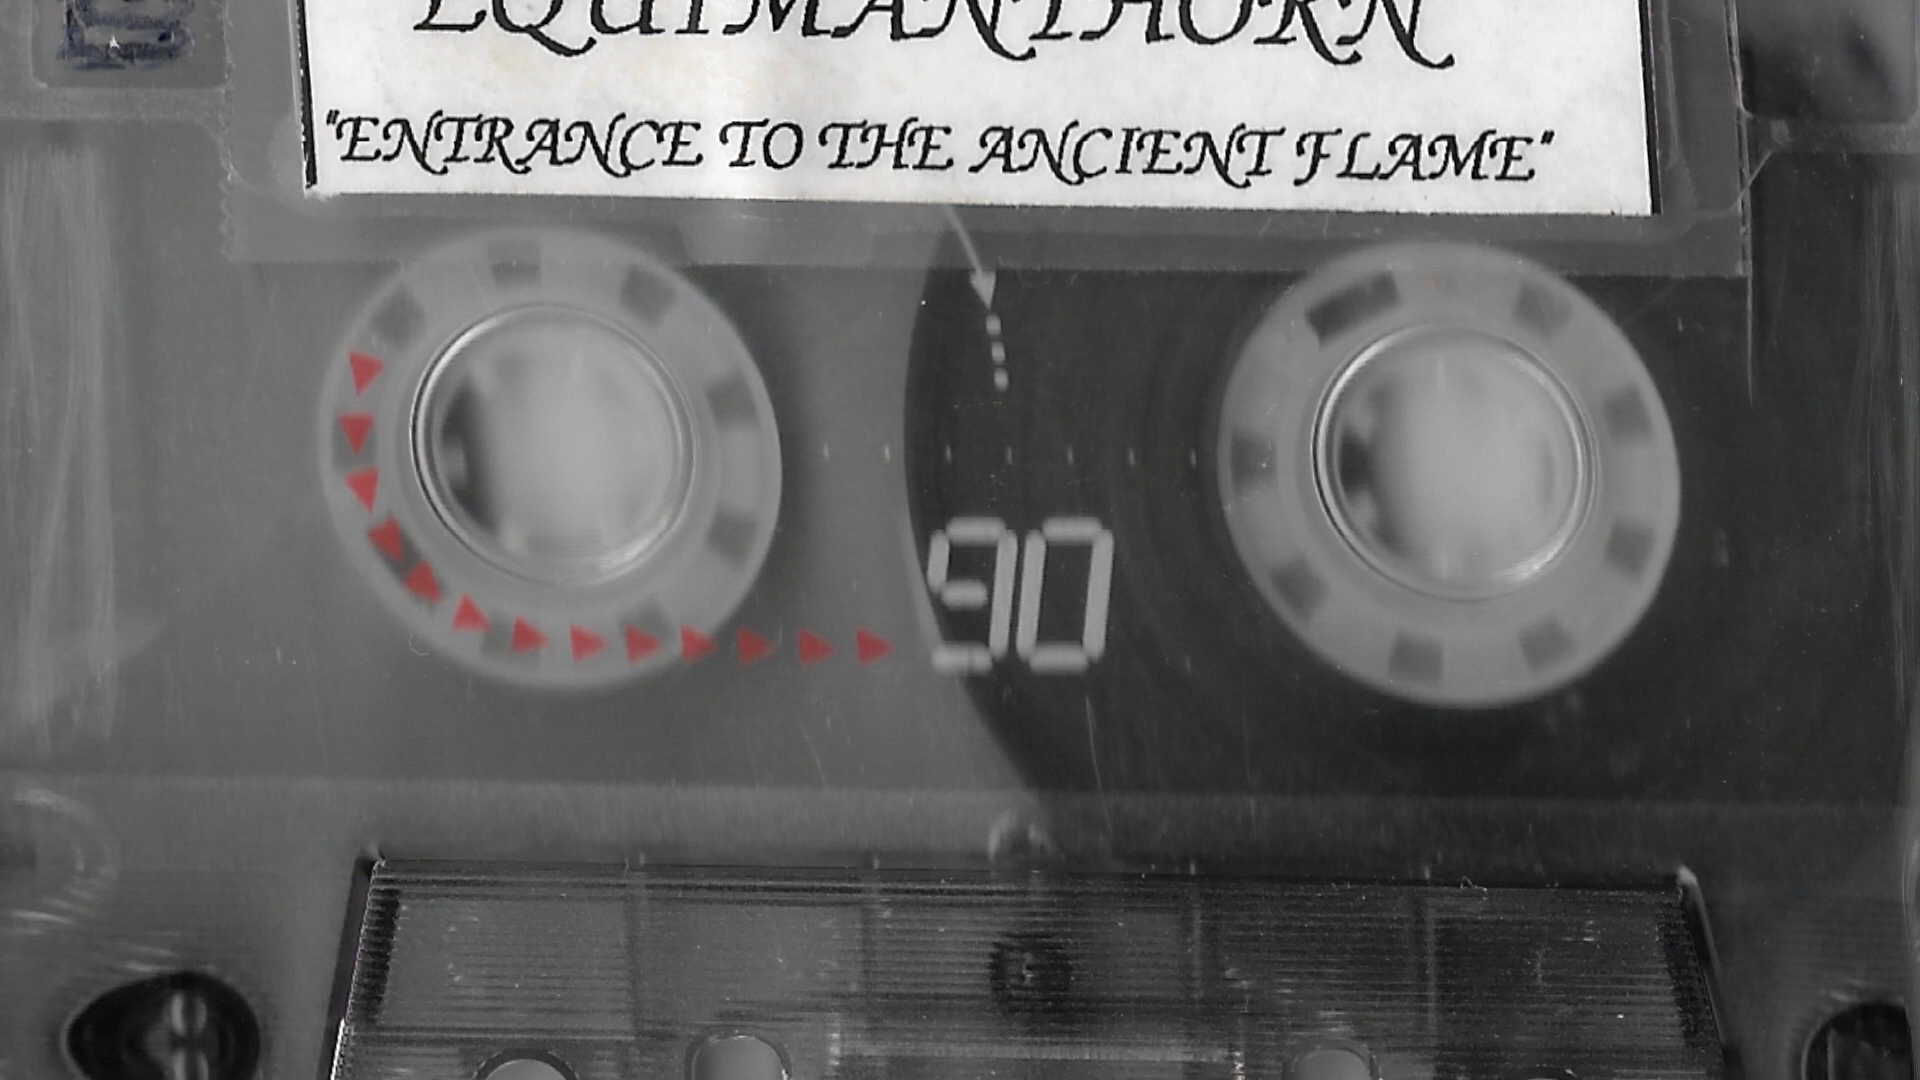 EQUIMANTHORN
"ENTRANCE TO THE ANCIENT FLAME"
90